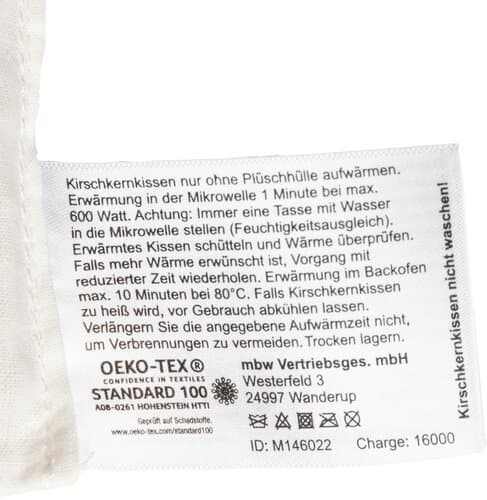 Kirschkernkissen nur ohne Plüschhülle aufwärmen.
Erwärmung in der Mikrowelle 1 Minute bei max.
600 Watt. Achtung: Immer eine Tasse mit Wasser
in die Mikrowelle stellen (Feuchtigkeitsausgleich).
Erwärmtes Kissen schütteln und Wärme überprüfen.
Falls mehr Wärme erwünscht ist, Vorgang mit
reduzierter Zeit wiederholen. Erwärmung im Backofen
max. 10 Minuten bei 80°C. Falls Kirschkernkissen
zu heiß wird, vor Gebrauch abkühlen lassen.
Verlängern Sie die angegebene Aufwärmzeit nicht,
um Verbrennungen zu vermeiden. Trocken lagern.
OEKO-TEX®
CONFIDENCE IN TEXTILES
STANDARD 100
A08-0261 HOHENSTEIN HTTI
Geprüft auf Schadstoffe.
www.oeko-tex.com/standard100
mbw Vertriebsges. mbH
Westerfeld 3
24997 Wanderup
ID: M146022 Charge: 16000
Kirschkernkissen nicht waschen!